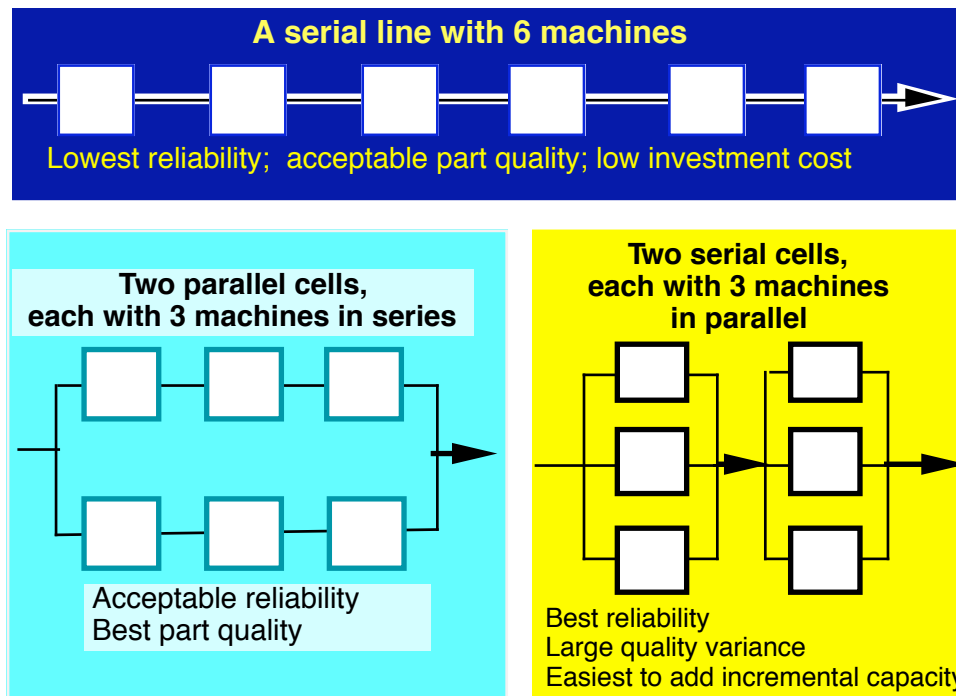 A serial line with 6 machines
Lowest reliability;  acceptable part quality; low investment cost
Two parallel cells,
each with 3 machines in series
Acceptable reliability
Best part quality
Two serial cells,
each with 3 machines
in parallel
Best reliability
Large quality variance
Easiest to add incremental capacity